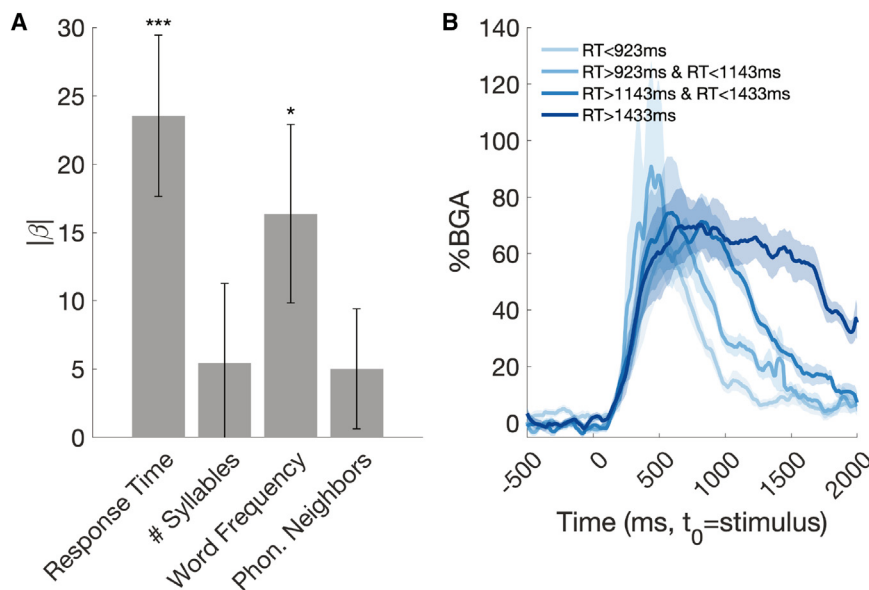 A
***
*
30
25
20
15
10
5
0
|β|
Response Time
# Syllables
Word Frequency
Phon. Neighbors
B
RT<923ms
RT>923ms & RT<1143ms
RT>1143ms & RT<1433ms
RT>1433ms
140
120
100
80
60
40
20
0
%BGA
-500
0
500
1000
1500
2000
Time (ms, t0=stimulus)